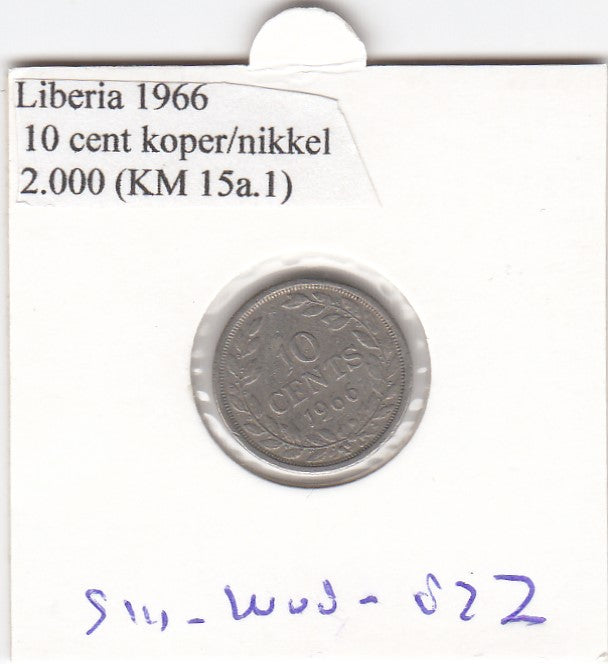 Liberia 1966
10 cent koper/nikkel
2.000 (KM 15a.1)
10
CENTS
1966